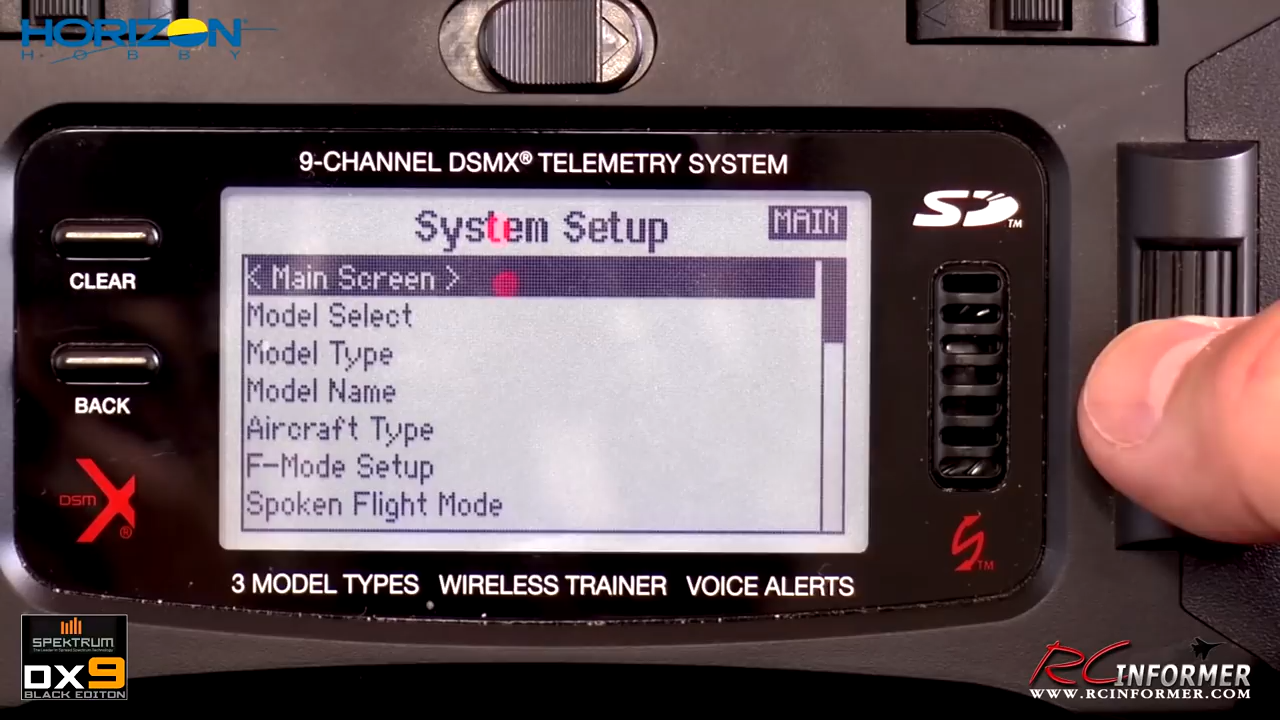 HORIZON
HOBBY
9-CHANNEL DSMX® TELEMETRY SYSTEM
System Setup
MAIN
SD™
< Main Screen >
CLEAR
Model Select
Model Type
Model Name
BACK
Aircraft Type
F-Mode Setup
DSM X®
Spoken Flight Mode
S™
3 MODEL TYPES WIRELESS TRAINER VOICE ALERTS
SPEKTRUM
DX9
BLACK EDITON
RC INFORMER
WWW.RCINFORMER.COM